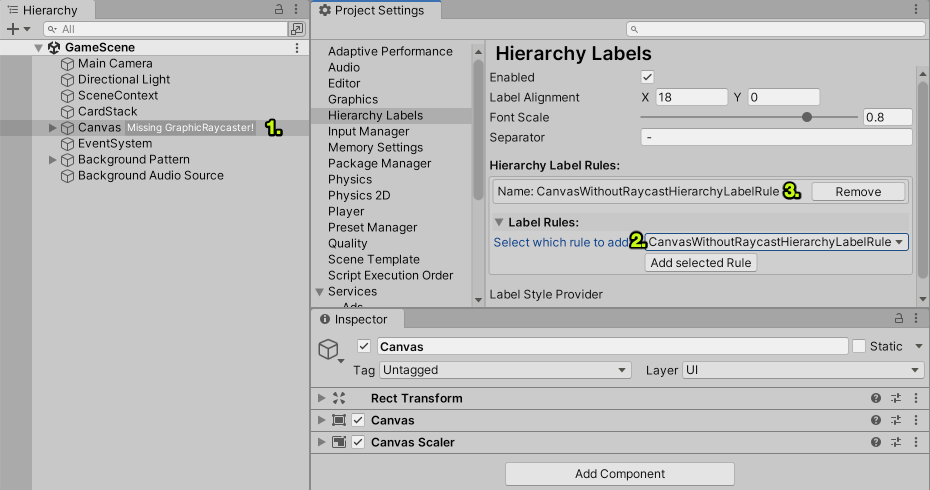 Hierarchy
All
GameScene
Main Camera
Directional Light
SceneContext
CardStack
Canvas Missing GraphicRaycaster! 1.
EventSystem
Background Pattern
Background Audio Source
Project Settings
Adaptive Performance
Audio
Editor
Graphics
Hierarchy Labels
Input Manager
Memory Settings
Package Manager
Physics
Physics 2D
Player
Preset Manager
Quality
Scene Template
Script Execution Order
Services
Ads
Hierarchy Labels
Enabled
Label Alignment X 18 Y 0
Font Scale 0.8
Separator -
Hierarchy Label Rules:
Name: CanvasWithoutRaycastHierarchyLabelRule 3. Remove
Label Rules:
Select which rule to add 2. CanvasWithoutRaycastHierarchyLabelRule
Add selected Rule
Label Style Provider
Inspector
Canvas Static
Tag Untagged Layer UI
Rect Transform
Canvas
Canvas Scaler
Add Component